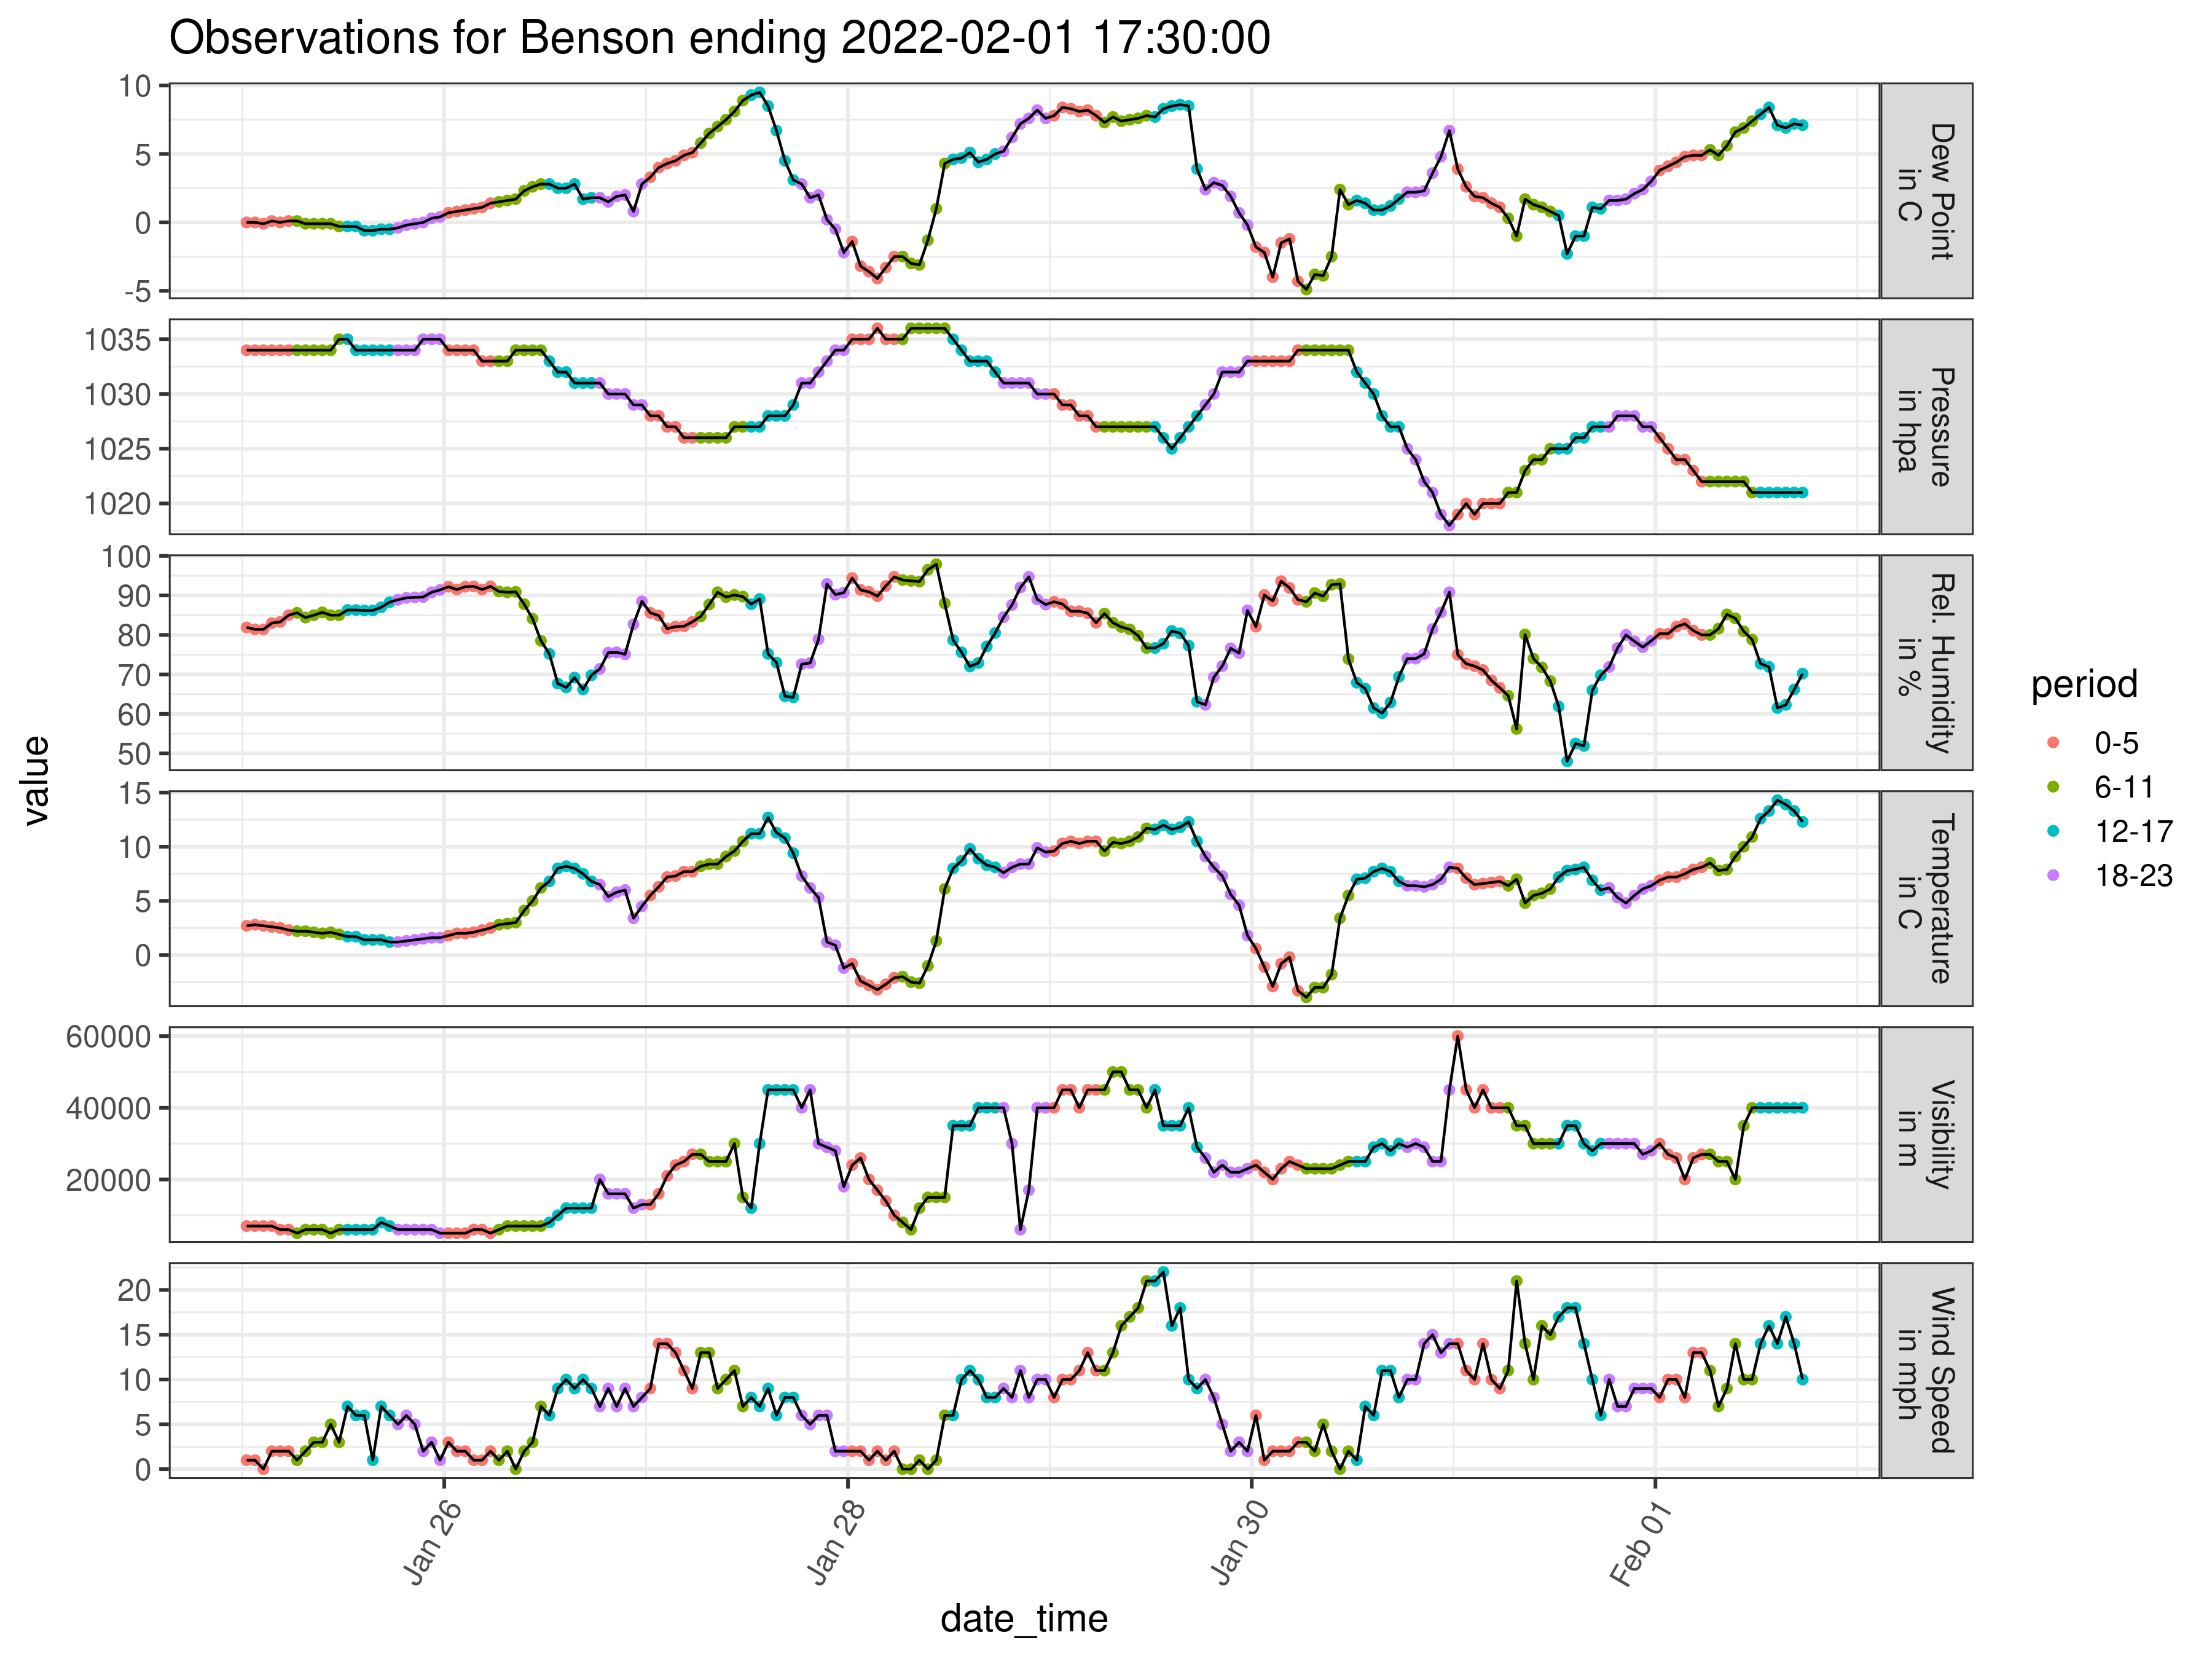 Observations for Benson ending 2022-02-01 17:30:00
value
10
5
0
-5
Dew Point
in C
1035
1030
1025
1020
Pressure
in hpa
100
90
80
70
60
50
Rel. Humidity
in %
15
10
5
0
Temperature
in C
60000
40000
20000
Visibility
in m
20
15
10
5
0
Wind Speed
in mph
Jan 26
Jan 28
Jan 30
Feb 01
date_time
period
0-5
6-11
12-17
18-23